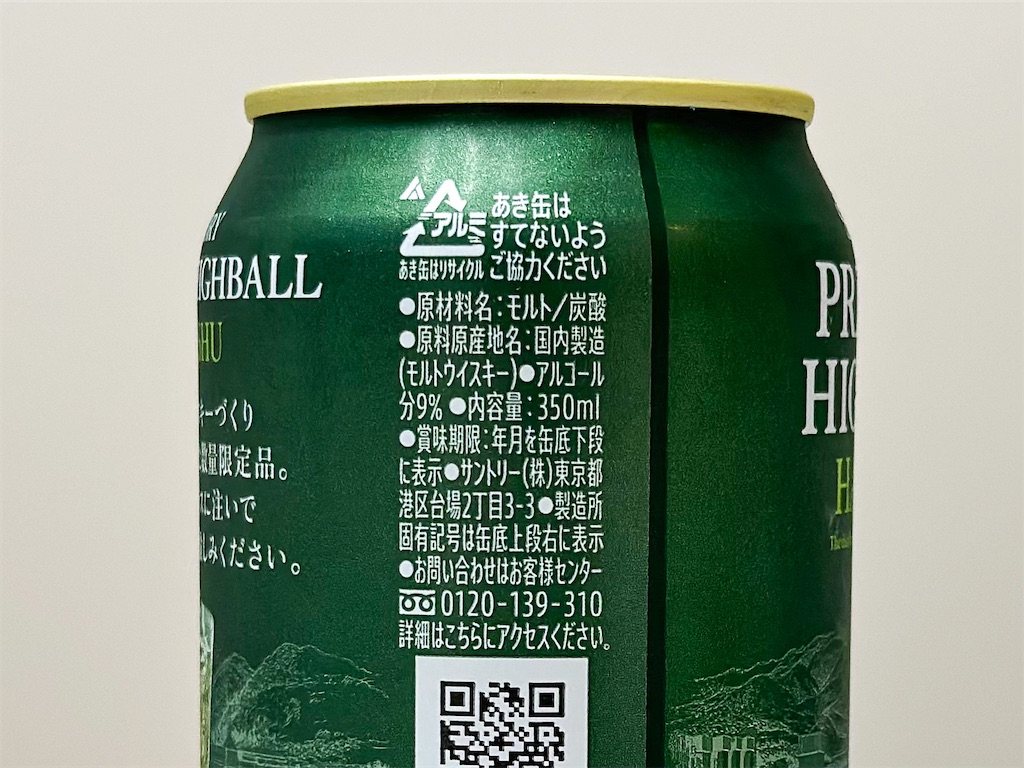 HIGHBALL
づくり
数量限定品。
に注いで
しみください。
アルミ
あき缶はリサイクル
あき缶は
すてないよう
ご協力ください
●原材料名:モルト/炭酸
●原料原産地名:国内製造
(モルトウイスキー)●アルコール
分9% ●内容量:350ml
●賞味期限:年月を缶底下段
に表示●サントリー(株)東京都
港区台場2丁目3-3●製造所
固有記号は缶底上段右に表示
●お問い合わせはお客様センター
0120-139-310
詳細はこちらにアクセスください。
PR
HIG
H